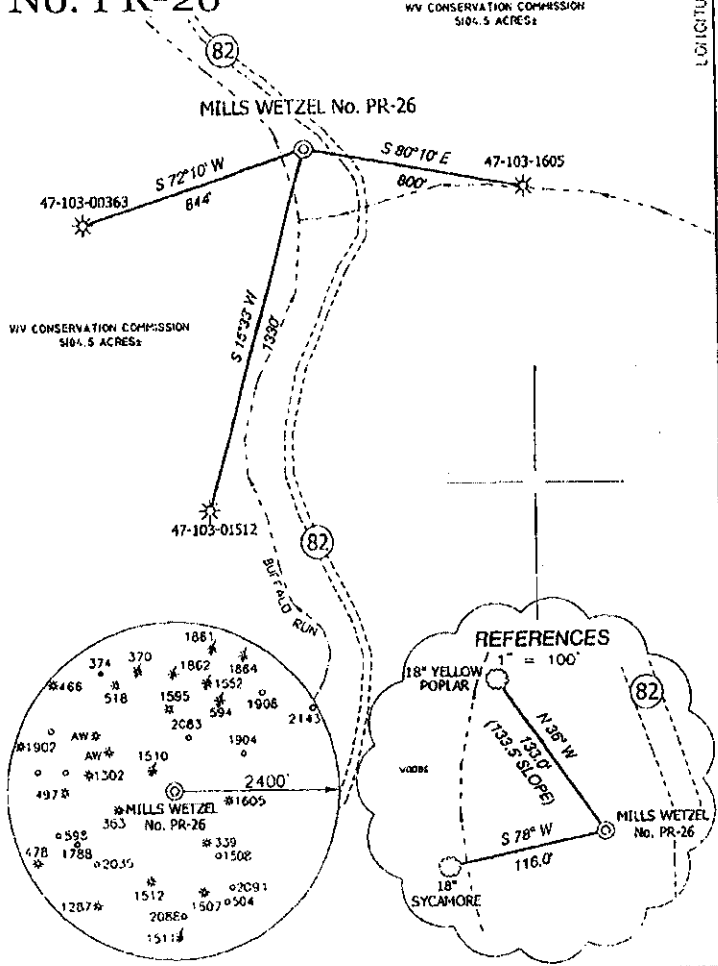 No. PR-26
WV CONSERVATION COMMISSION
5104.5 ACRES±
LONGITU
82
MILLS WETZEL No. PR-26
S 72°10' W
844'
S 80°10' E
800'
47-103-1605
47-103-00363
S 15°33' W
1330'
WV CONSERVATION COMMISSION
5104.5 ACRES±
47-103-01512
82
BUFFALO RUN
1861
374
370
1862
1864
466
518
1595
1552
594
1908
2143
2083
1902
AW
AW
1510
1904
1302
2400'
497
MILLS WETZEL
No. PR-26
1605
363
598
1788
339
1508
478
2035
1512
2091
504
1287
1507
2088
1511
REFERENCES
1" = 100'
18" YELLOW
POPLAR
82
N 36° W
133.0'
(133.5' SLOPE)
WOODS
MILLS WETZEL
No. PR-26
S 78° W
116.0'
18"
SYCAMORE